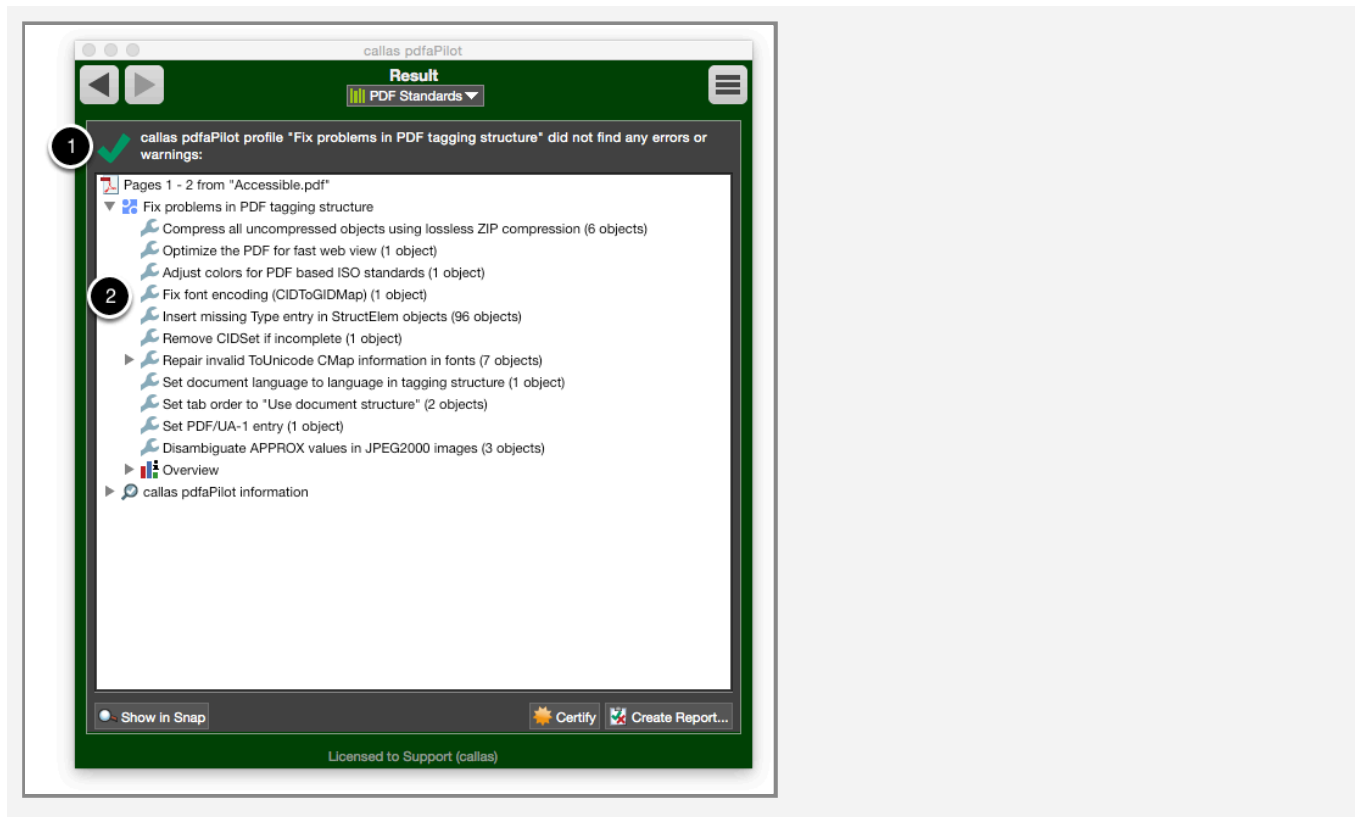 callas pdfaPilot
Result
PDF Standards
1
callas pdfaPilot profile "Fix problems in PDF tagging structure" did not find any errors or
warnings:
Pages 1 - 2 from "Accessible.pdf"
Fix problems in PDF tagging structure
Compress all uncompressed objects using lossless ZIP compression (6 objects)
Optimize the PDF for fast web view (1 object)
Adjust colors for PDF based ISO standards (1 object)
2
Fix font encoding (CIDToGIDMap) (1 object)
Insert missing Type entry in StructElem objects (96 objects)
Remove CIDSet if incomplete (1 object)
Repair invalid ToUnicode CMap information in fonts (7 objects)
Set document language to language in tagging structure (1 object)
Set tab order to "Use document structure" (2 objects)
Set PDF/UA-1 entry (1 object)
Disambiguate APPROX values in JPEG2000 images (3 objects)
Overview
callas pdfaPilot information
Show in Snap
Certify
Create Report...
Licensed to Support (callas)